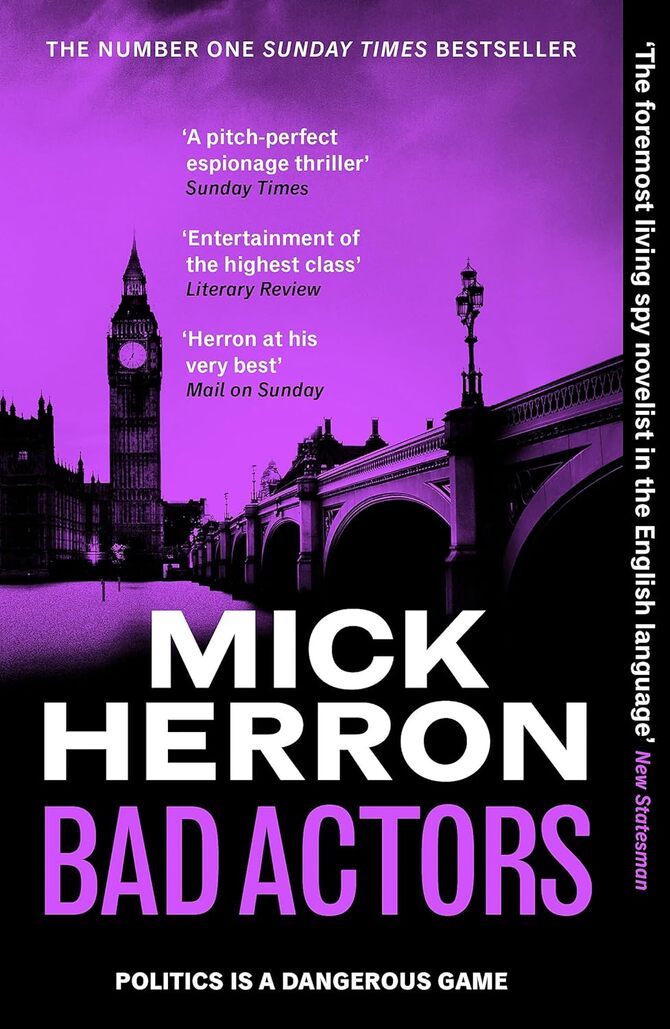 THE NUMBER ONE SUNDAY TIMES BESTSELLER
‘A pitch-perfect
espionage thriller’
Sunday Times
‘Entertainment of
the highest class’
Literary Review
‘Herron at his
very best’
Mail on Sunday
MICK
HERRON
BAD ACTORS
POLITICS IS A DANGEROUS GAME
‘The foremost living spy novelist in the English language’ New Statesman